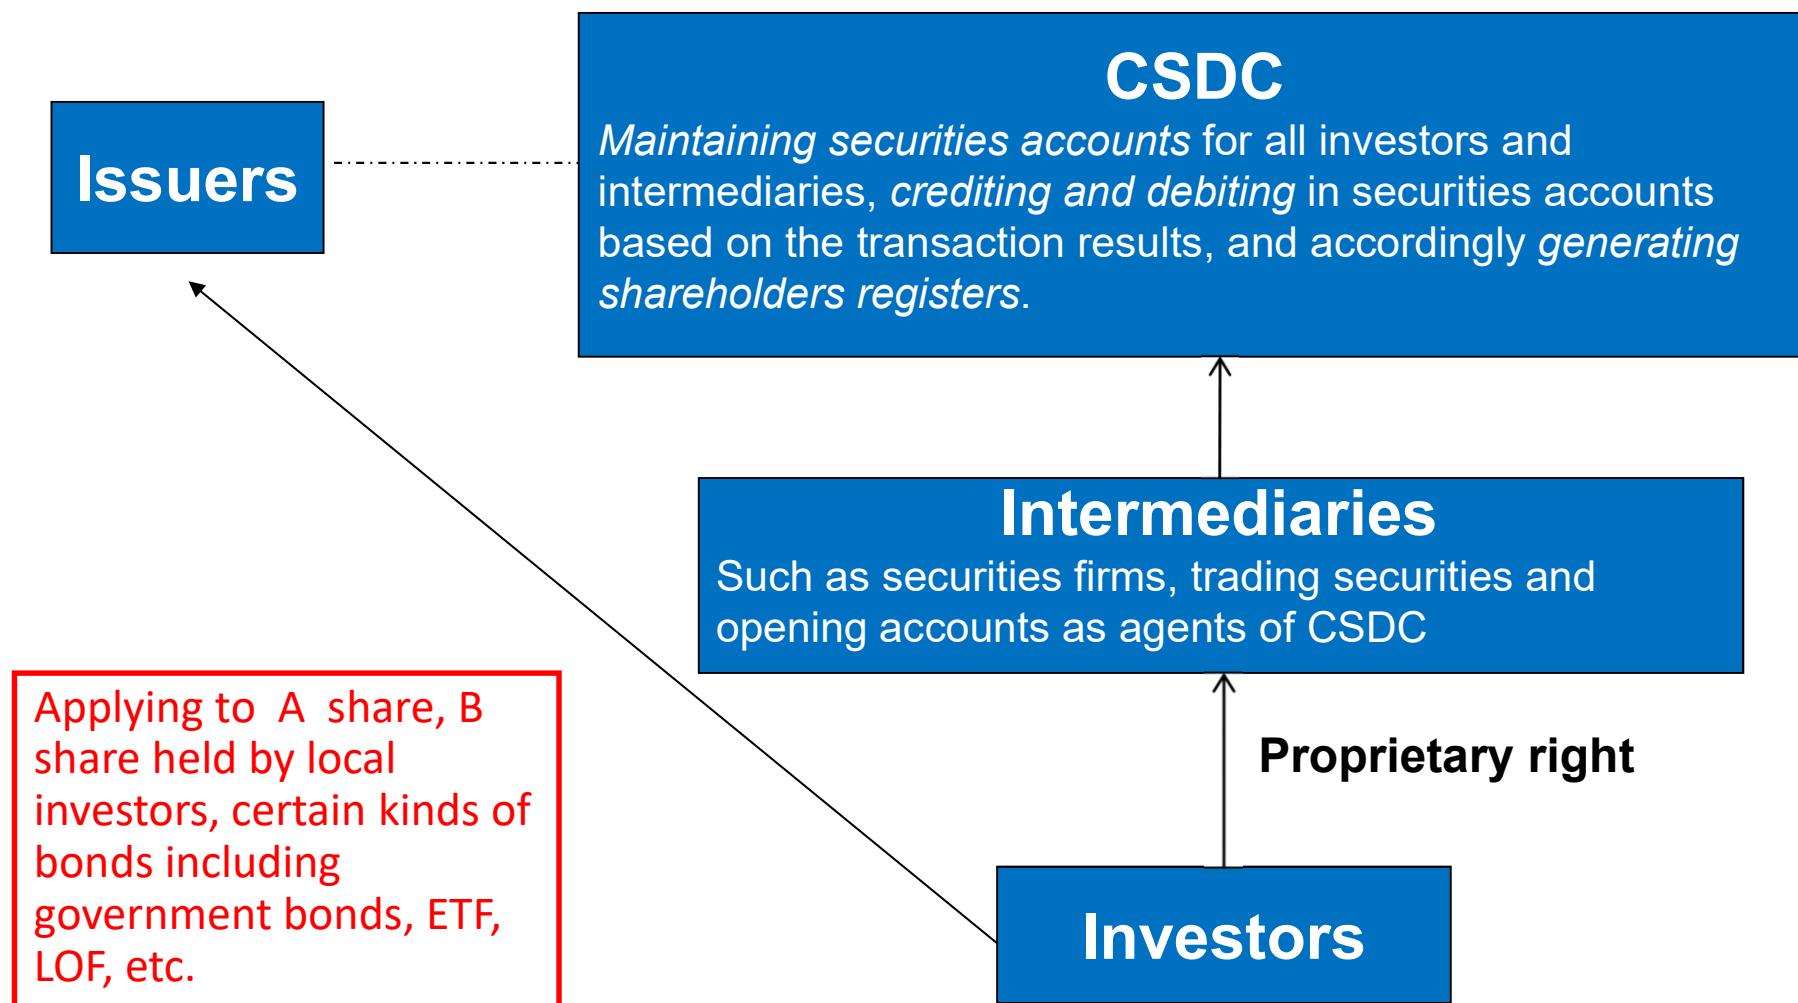 CSDC
Maintaining securities accounts for all investors and
intermediaries, crediting and debiting in securities accounts
based on the transaction results, and accordingly generating
shareholders registers.
Issuers
Intermediaries
Such as securities firms, trading securities and
opening accounts as agents of CSDC
Applying to A share, B
share held by local
investors, certain kinds of
bonds including
government bonds, ETF,
LOF, etc.
Proprietary right
Investors